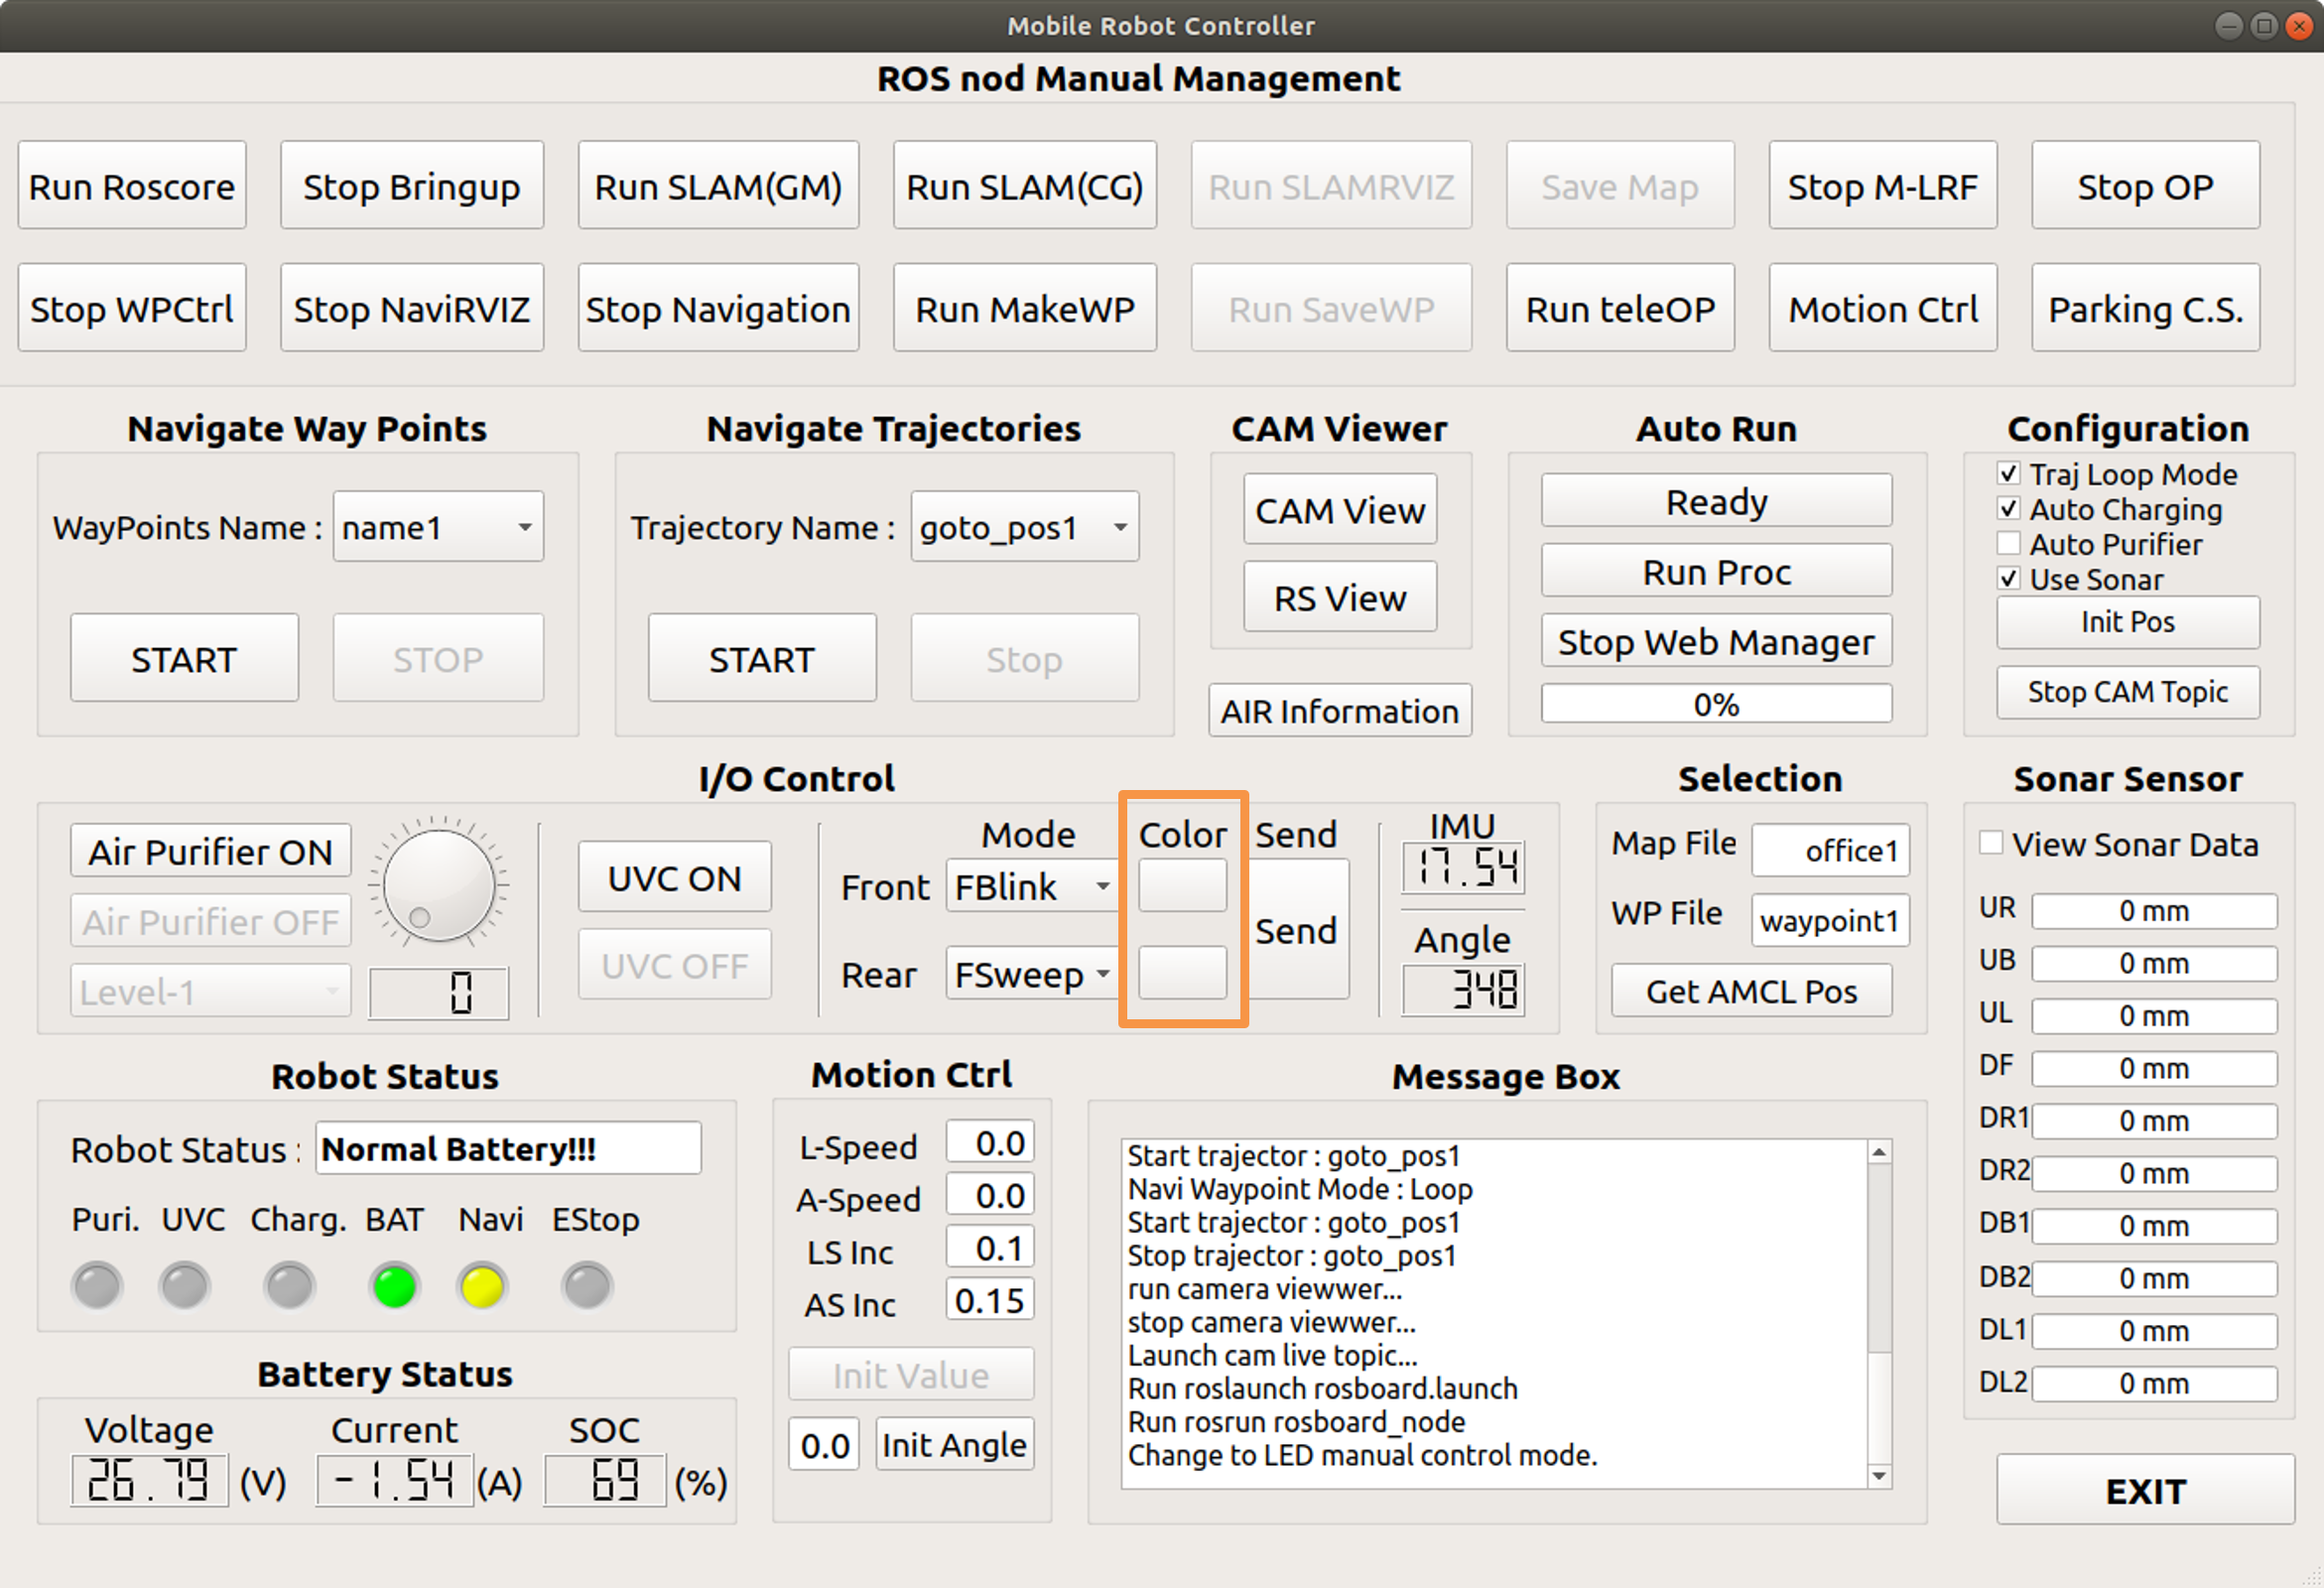 Mobile Robot Controller
ROS nod Manual Management
Run Roscore Stop Bringup Run SLAM(GM) Run SLAM(CG) Run SLAMRVIZ Save Map Stop M-LRF Stop OP
Stop WPCtrl Stop NaviRVIZ Stop Navigation Run MakeWP Run SaveWP Run teleOP Motion Ctrl Parking C.S.
Navigate Way Points
WayPoints Name : name1
START STOP
Navigate Trajectories
Trajectory Name : goto_pos1
START Stop
CAM Viewer
CAM View
RS View
AIR Information
Auto Run
Ready
Run Proc
Stop Web Manager
0%
Configuration
Traj Loop Mode
Auto Charging
Auto Purifier
Use Sonar
Init Pos
Stop CAM Topic
I/O Control
Air Purifier ON
Air Purifier OFF
Level-1
0
UVC ON
UVC OFF
Mode Color Send
Front FBlink
Rear FSweep
Send
IMU
17.54
Angle
348
Selection
Map File office1
WP File waypoint1
Get AMCL Pos
Sonar Sensor
View Sonar Data
UR 0 mm
UB 0 mm
UL 0 mm
DF 0 mm
DR1 0 mm
DR2 0 mm
DB1 0 mm
DB2 0 mm
DL1 0 mm
DL2 0 mm
Robot Status
Robot Status : Normal Battery!!!
Puri. UVC Charg. BAT Navi EStop
Battery Status
Voltage Current SOC
26.79 (V) -1.54 (A) 69 (%)
Motion Ctrl
L-Speed 0.0
A-Speed 0.0
LS Inc 0.1
AS Inc 0.15
Init Value
0.0 Init Angle
Message Box
Start trajector : goto_pos1
Navi Waypoint Mode : Loop
Start trajector : goto_pos1
Stop trajector : goto_pos1
run camera viewwer...
stop camera viewwer...
Launch cam live topic...
Run roslaunch rosboard.launch
Run rosrun rosboard_node
Change to LED manual control mode.
EXIT